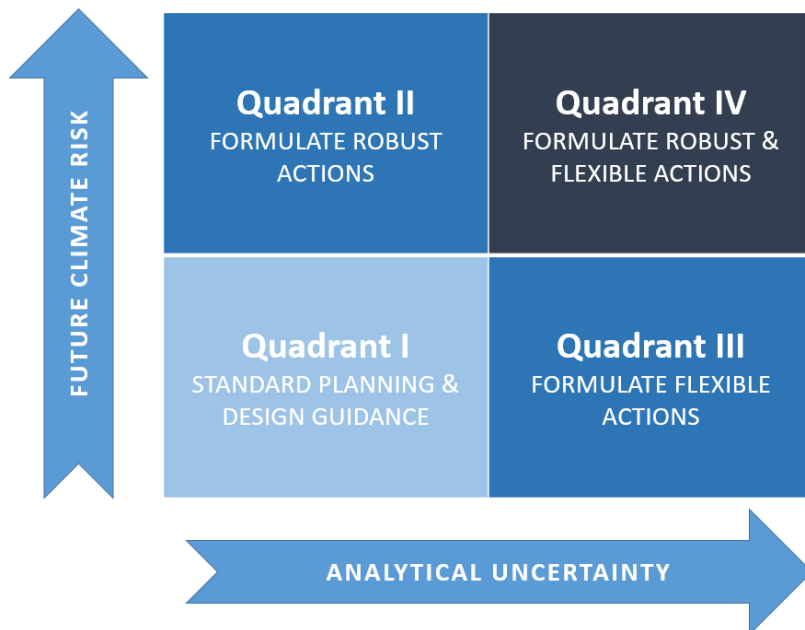 FUTURE CLIMATE RISK
Quadrant II
FORMULATE ROBUST
ACTIONS
Quadrant IV
FORMULATE ROBUST &
FLEXIBLE ACTIONS
Quadrant I
STANDARD PLANNING &
DESIGN GUIDANCE
Quadrant III
FORMULATE FLEXIBLE
ACTIONS
ANALYTICAL UNCERTAINTY